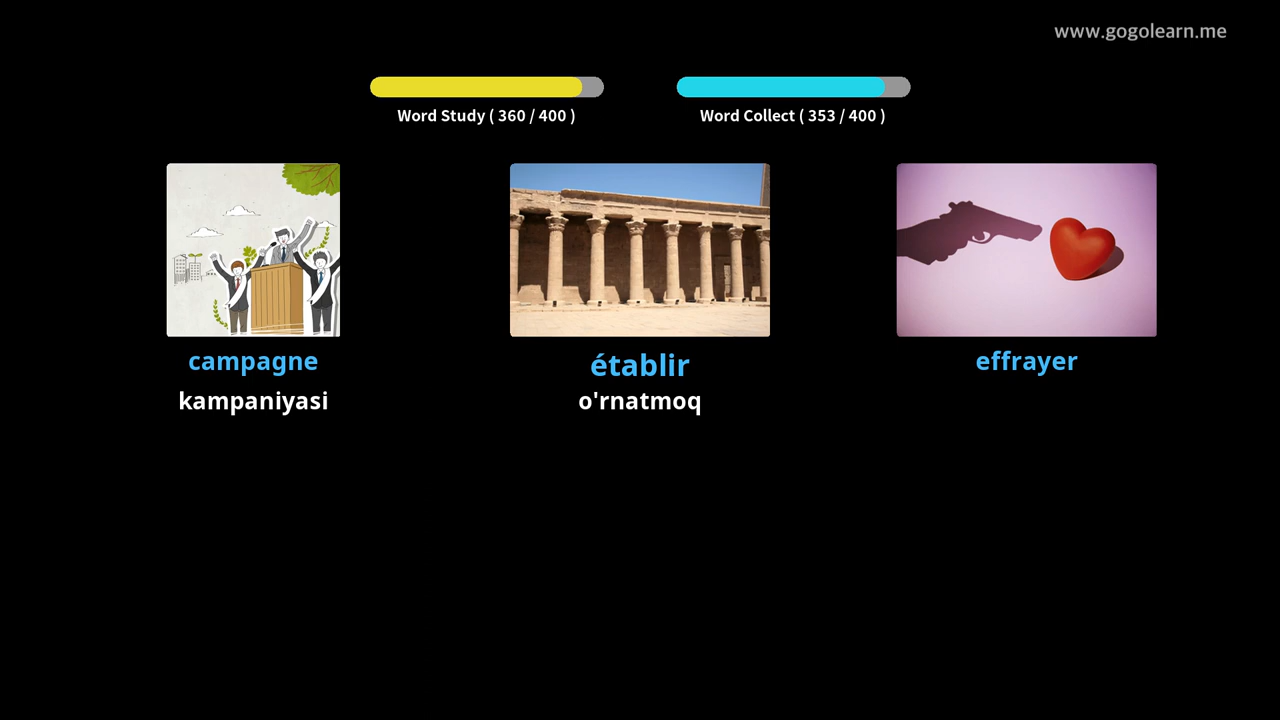 www.gogolearn.me
Word Study ( 360 / 400 )
Word Collect ( 353 / 400 )
campagne
kampaniyasi
établir
o'rnatmoq
effrayer